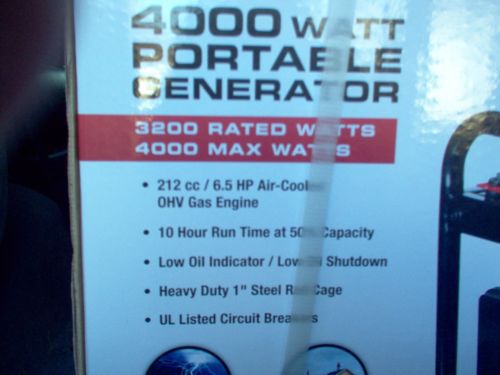 4000 WATT
PORTABLE
GENERATOR
3200 RATED WATTS
4000 MAX WATTS
• 212 cc / 6.5 HP Air-Cooled
OHV Gas Engine
• 10 Hour Run Time at 50% Capacity
• Low Oil Indicator / Low Oil Shutdown
• Heavy Duty 1" Steel Roll Cage
• UL Listed Circuit Breakers